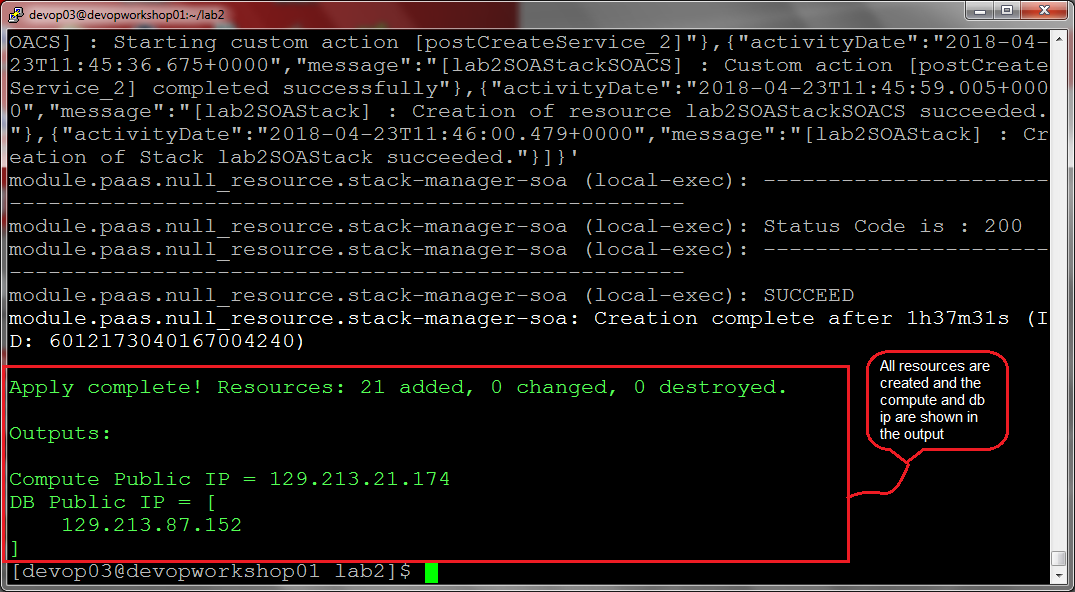 devop03@devopworkshop01:~/lab2
OACS] : Starting custom action [postCreateService_2]"},{"activityDate":"2018-04-
23T11:45:36.675+0000","message":"[lab2SOAStackSOACS] : Custom action [postCreate
Service_2] completed successfully"},{"activityDate":"2018-04-23T11:45:59.005+000
0","message":"[lab2SOAStack] : Creation of resource lab2SOAStackSOACS succeeded.
"},{"activityDate":"2018-04-23T11:46:00.479+0000","message":"[lab2SOAStack] : Cr
eation of Stack lab2SOAStack succeeded."}]}'
module.paas.null_resource.stack-manager-soa (local-exec): ----------------------
----------------------------------------------------
module.paas.null_resource.stack-manager-soa (local-exec): Status Code is : 200
module.paas.null_resource.stack-manager-soa (local-exec): ----------------------
----------------------------------------------------
module.paas.null_resource.stack-manager-soa (local-exec): SUCCEED
module.paas.null_resource.stack-manager-soa: Creation complete after 1h37m31s (I
D: 6012173040167004240)
Apply complete! Resources: 21 added, 0 changed, 0 destroyed.
Outputs:
Compute Public IP = 129.213.21.174
DB Public IP = [
    129.213.87.152
]
[devop03@devopworkshop01 lab2]$
All resources are
created and the
compute and db
ip are shown in
the output